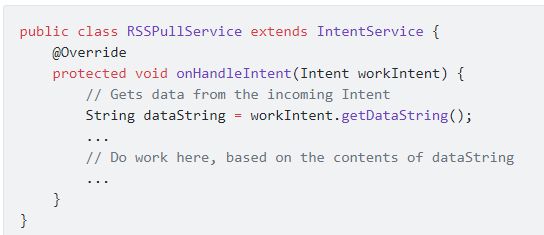 public class RSSPullService extends IntentService {
    @Override
    protected void onHandleIntent(Intent workIntent) {
        // Gets data from the incoming Intent
        String dataString = workIntent.getDataString();
        ...
        // Do work here, based on the contents of dataString
        ...
    }
}